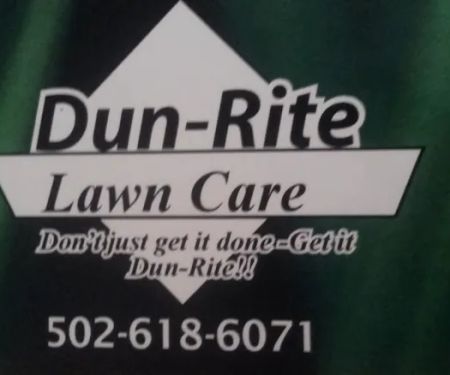 Dun-Rite
Lawn Care
Don't just get it done-Get it
Dun-Rite!!
502-618-6071